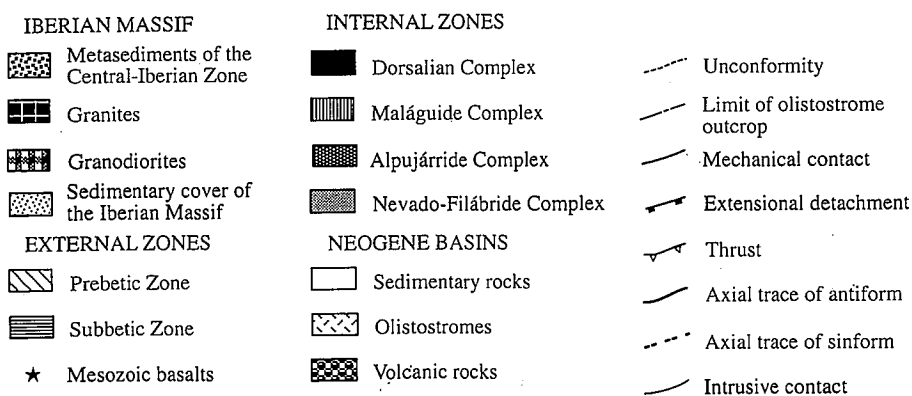 IBERIAN MASSIF
Metasediments of the
Central-Iberian Zone
Granites
Granodiorites
Sedimentary cover of
the Iberian Massif
EXTERNAL ZONES
Prebetic Zone
Subbetic Zone
Mesozoic basalts
INTERNAL ZONES
Dorsalian Complex
Maláguide Complex
Alpujárride Complex
Nevado-Filábride Complex
NEOGENE BASINS
Sedimentary rocks
Olistostromes
Volcanic rocks
Unconformity
Limit of olistostrome
outcrop
Mechanical contact
Extensional detachment
Thrust
Axial trace of antiform
Axial trace of sinform
Intrusive contact